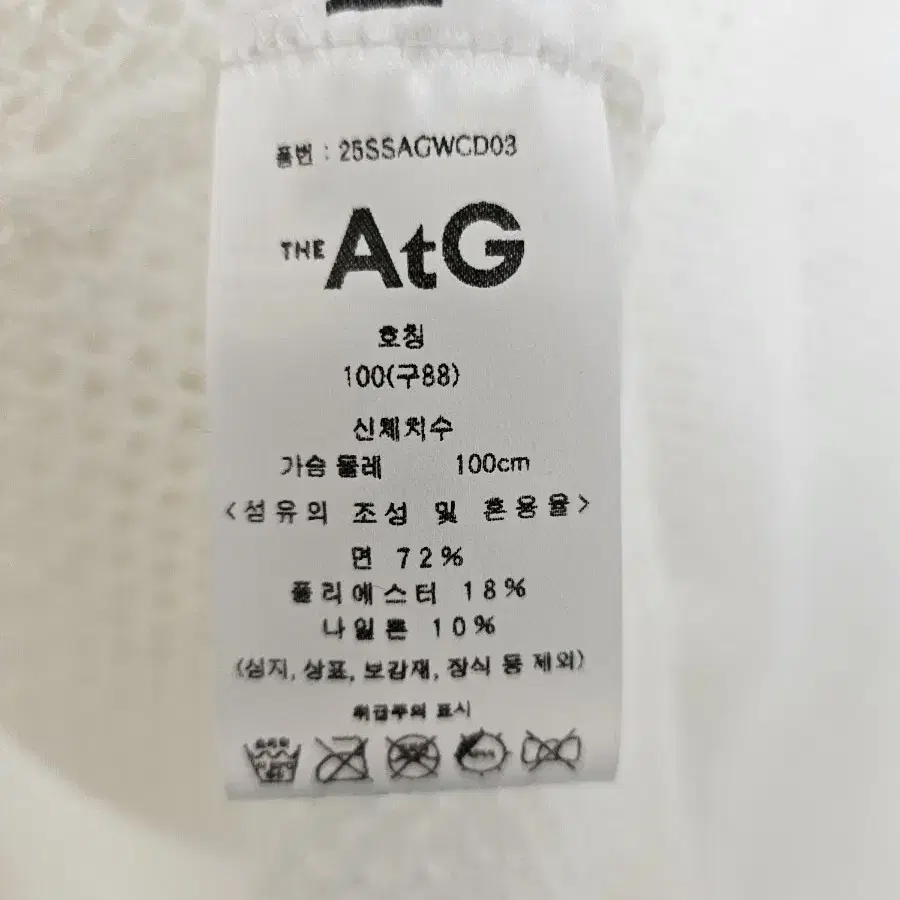 품번 : 25SSAGWCD03
THE AtG
호칭
100(구88)
신체치수
가슴 둘레 100cm
<섬유의 조성 및 혼용율>
면 72%
폴리에스터 18%
나일론 10%
(심지, 상표, 보강재, 장식 등 제외)
취급주의 표시